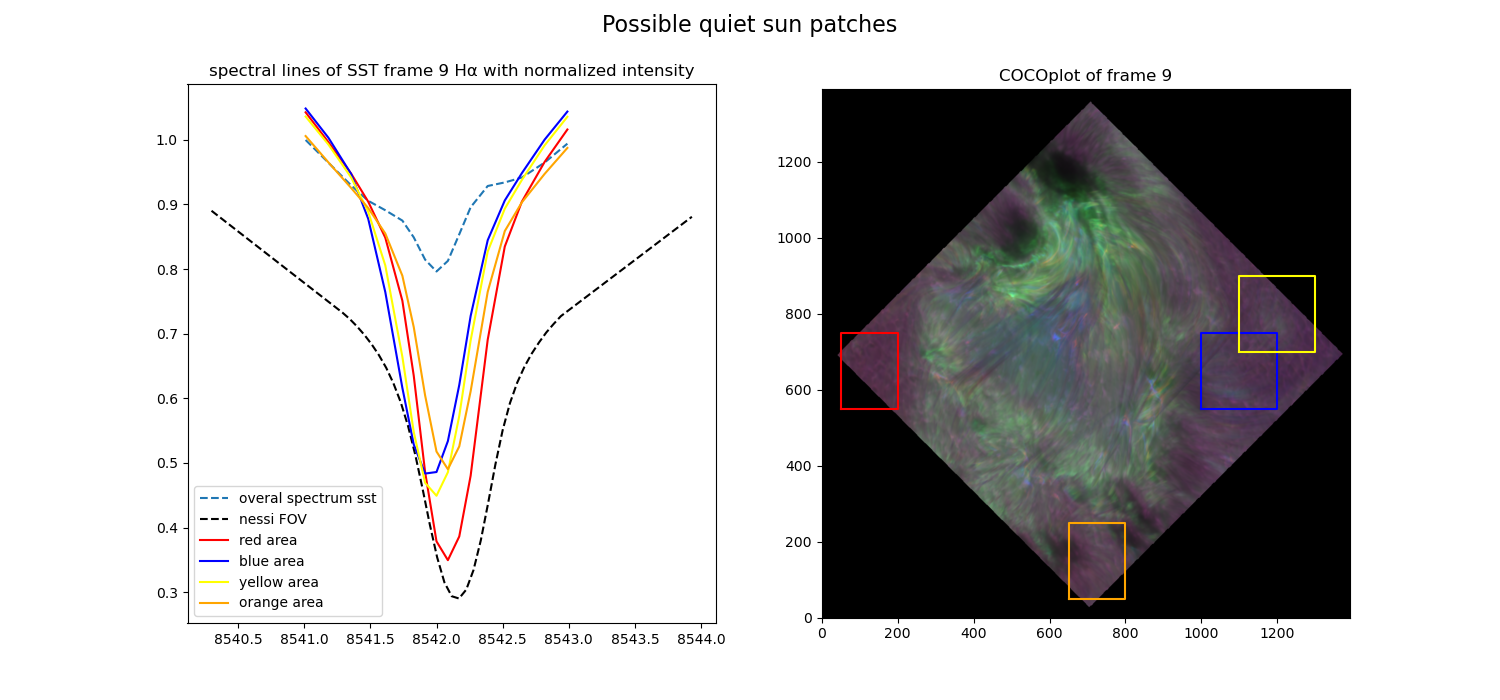 Possible quiet sun patches
spectral lines of SST frame 9 Hα with normalized intensity
1.0
0.9
0.8
0.7
0.6
0.5
0.4
0.3
overal spectrum sst
nessi FOV
red area
blue area
yellow area
orange area
8540.5 8541.0 8541.5 8542.0 8542.5 8543.0 8543.5 8544.0
COCOplot of frame 9
1200
1000
800
600
400
200
0
0 200 400 600 800 1000 1200